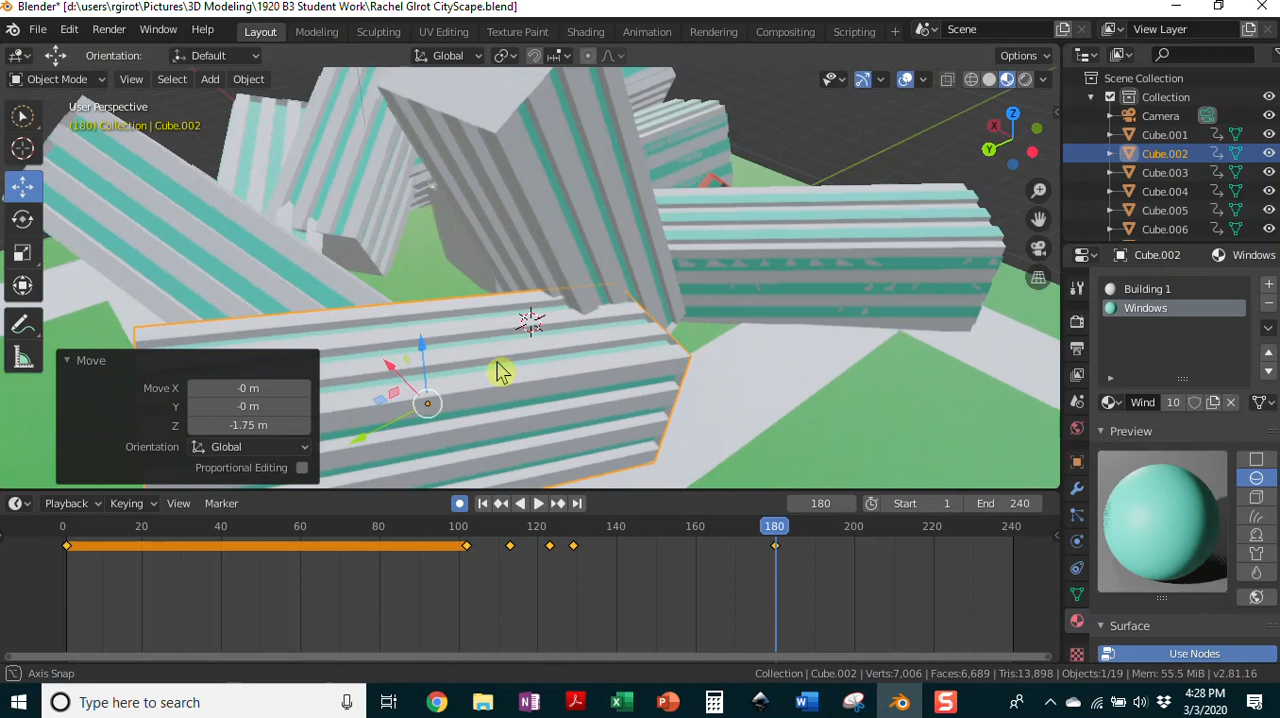 Blender* [d:\users\rgirot\Pictures\3D Modeling\1920 B3 Student Work\Rachel GIrot CityScape.blend]
File Edit Render Window Help Layout Modeling Sculpting UV Editing Texture Paint Shading Animation Rendering Compositing Scripting + Scene View Layer
Orientation: Default Global Options
Object Mode View Select Add Object
User Perspective
(180) Collection | Cube.002
Z
X
Y
Scene Collection
Collection
Camera
Cube.001
Cube.002
Cube.003
Cube.004
Cube.005
Cube.006
Cube.002 Windows
Building 1
Windows
Wind 10
Preview
Surface
Use Nodes
Move
Move X -0 m
Y -0 m
Z -1.75 m
Orientation Global
Proportional Editing
Playback Keying View Marker 180 Start 1 End 240
0 20 40 60 80 100 120 140 160 180 200 220 240
Axis Snap Collection | Cube.002 | Verts:7,006 | Faces:6,689 | Tris:13,898 | Objects:1/19 | Mem: 55.5 MiB | v2.81.16
Type here to search
4:28 PM
3/3/2020